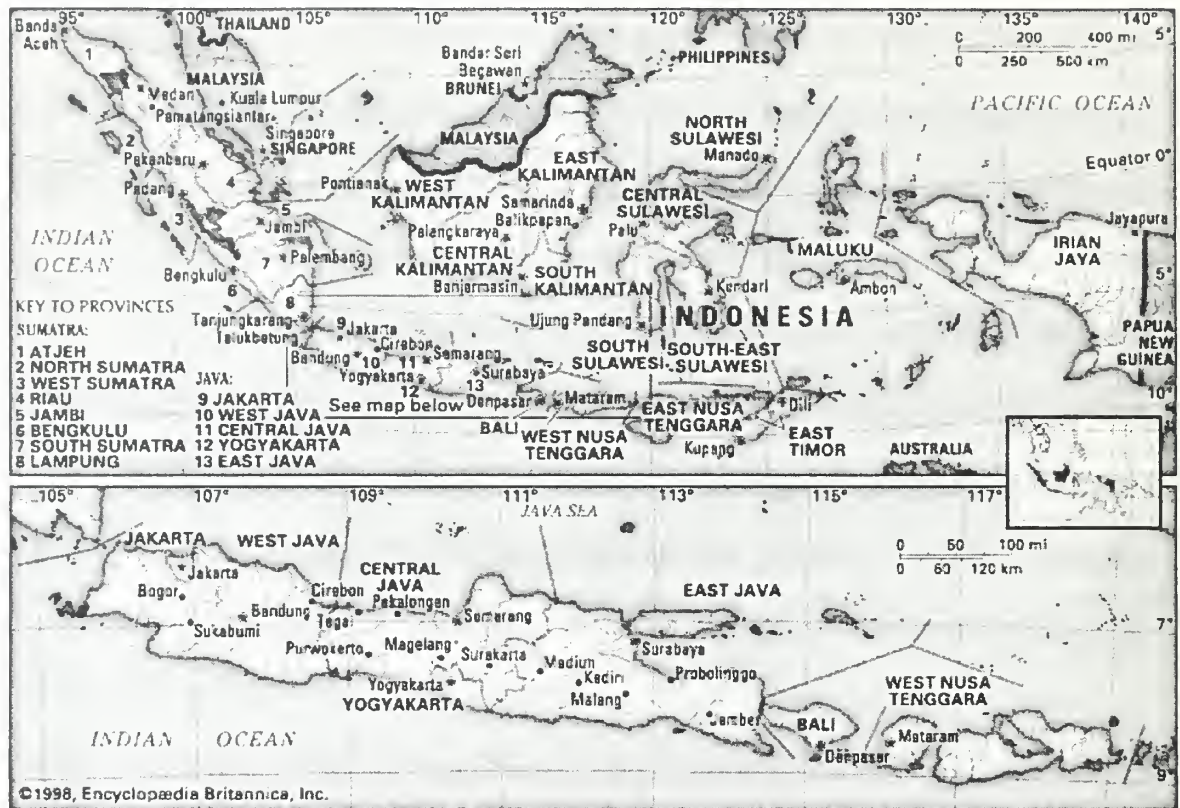 95° 100° 105° 110° 115° 120° 125° 130° 135° 140°
Banda Aceh
THAILAND
5°
0 200 400 mi
0 250 500 km
PHILIPPINES
Bandar Seri Begawan
BRUNEI
PACIFIC OCEAN
1
MALAYSIA
Medan
Kuala Lumpur
Pematangsiantar
Singapore
SINGAPORE
MALAYSIA
NORTH SULAWESI
Manado
Equator 0°
2
Pekanbaru
EAST KALIMANTAN
Padang
4
Pontianak
WEST KALIMANTAN
Samarinda
Balikpapan
CENTRAL SULAWESI
Palu
Jayapura
3
5
Jambi
Palangkaraya
MALUKU
IRIAN JAYA
INDIAN OCEAN
7
Palembang
CENTRAL KALIMANTAN
Banjarmasin
SOUTH KALIMANTAN
Kendari
Ambon
5°
Bengkulu
6
8
KEY TO PROVINCES
SUMATRA:
1 ATJEH
2 NORTH SUMATRA
3 WEST SUMATRA
4 RIAU
5 JAMBI
6 BENGKULU
7 SOUTH SUMATRA
8 LAMPUNG
JAVA:
9 JAKARTA
10 WEST JAVA
11 CENTRAL JAVA
12 YOGYAKARTA
13 EAST JAVA
Tanjungkarang-Telukbetung
9
Jakarta
Cirebon
Bandung
10
11
Semarang
Yogyakarta
12
13
Surabaya
See map below
Denpasar
Mataram
BALI
WEST NUSA TENGGARA
Ujung Pandang
INDONESIA
SOUTH SULAWESI
SOUTH-EAST SULAWESI
EAST NUSA TENGGARA
Kupang
Dili
EAST TIMOR
PAPUA NEW GUINEA
10°
AUSTRALIA
105° 107° 109° 111° 113° 115° 117°
JAVA SEA
0 50 100 mi
0 60 120 km
JAKARTA
WEST JAVA
CENTRAL JAVA
EAST JAVA
Jakarta
Bogor
Cirebon
Pekalongan
Bandung
Tegal
Semarang
Sukabumi
7°
Purwokerto
Magelang
Surakarta
Madiun
Surabaya
Kediri
Probolinggo
Yogyakarta
Malang
YOGYAKARTA
Jember
BALI
WEST NUSA TENGGARA
Mataram
Denpasar
INDIAN OCEAN
9°
©1998, Encyclopædia Britannica, Inc.